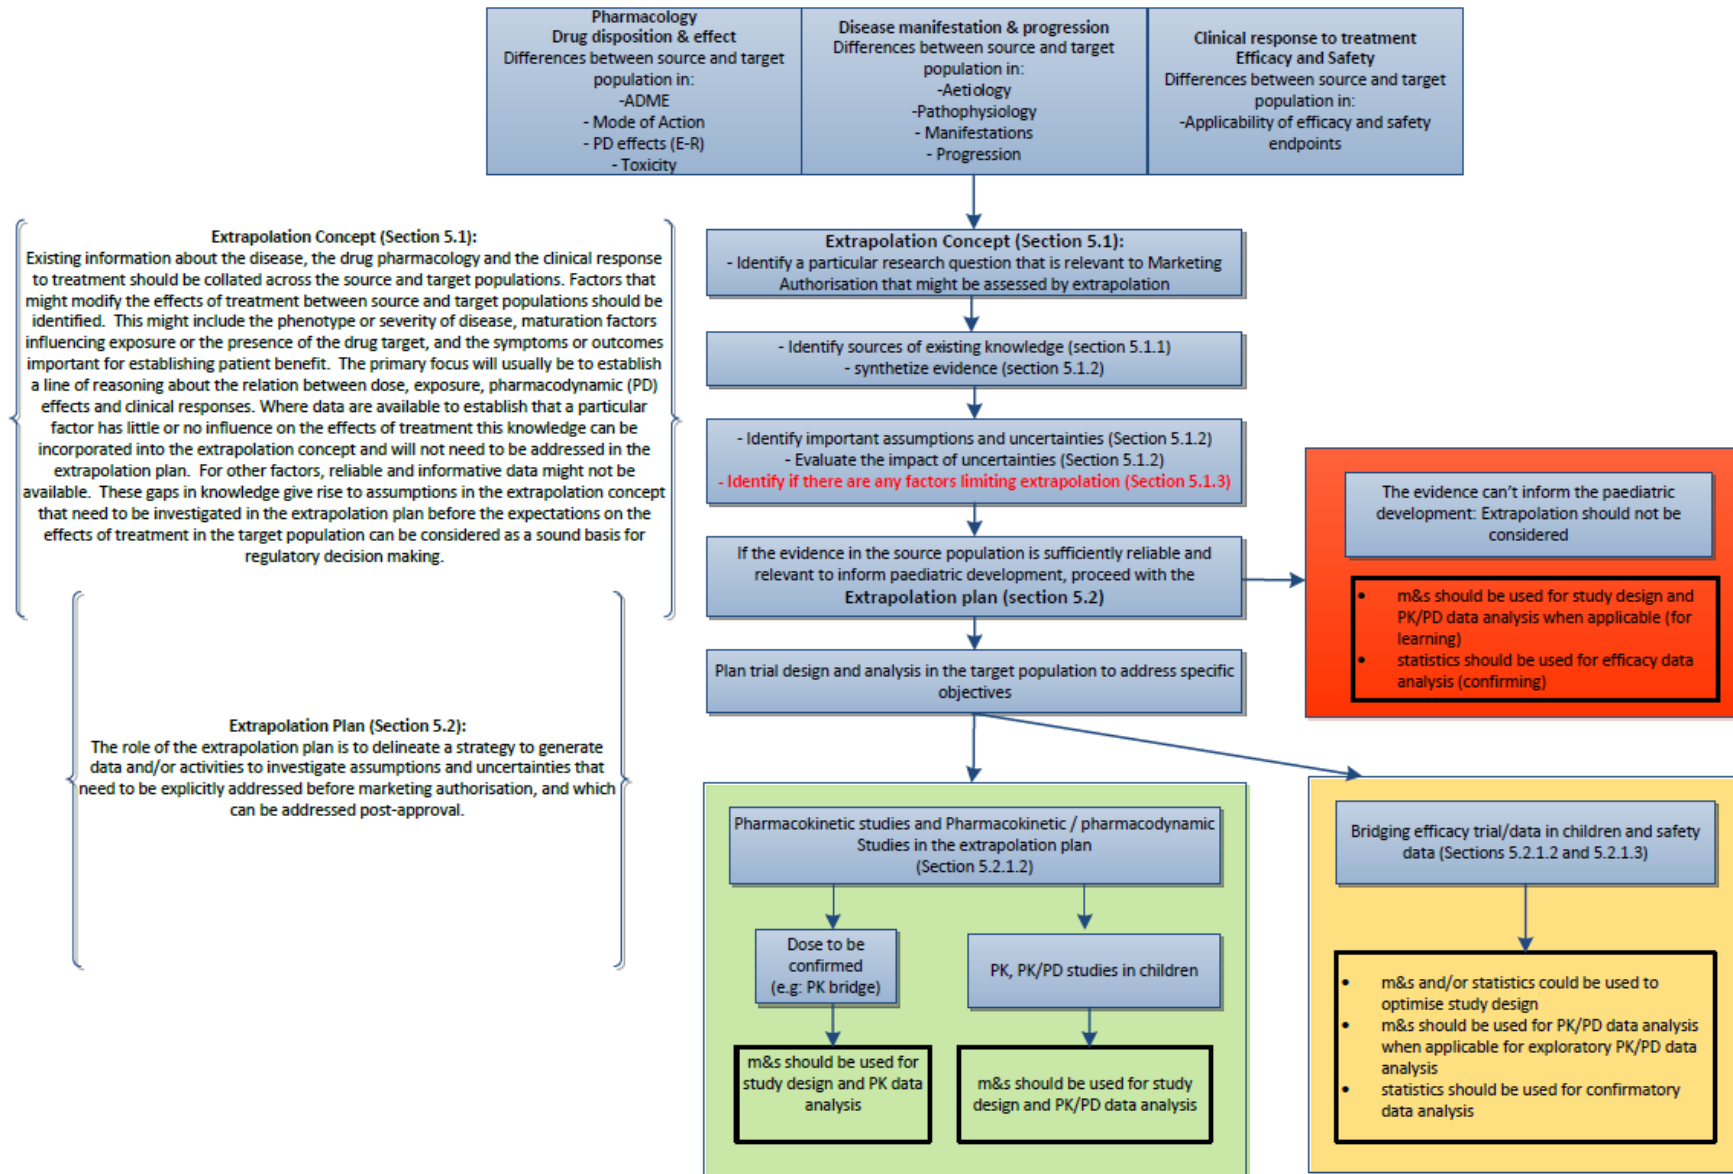 Pharmacology
Drug disposition & effect
Differences between source and target
population in:
-ADME
- Mode of Action
- PD effects (E-R)
- Toxicity
Disease manifestation & progression
Differences between source and target
population in:
-Aetiology
-Pathophysiology
- Manifestations
- Progression
Clinical response to treatment
Efficacy and Safety
Differences between source and target
population in:
-Applicability of efficacy and safety
endpoints
Extrapolation Concept (Section 5.1):
Existing information about the disease, the drug pharmacology and the clinical response
to treatment should be collated across the source and target populations. Factors that
might modify the effects of treatment between source and target populations should be
identified.  This might include the phenotype or severity of disease, maturation factors
influencing exposure or the presence of the drug target, and the symptoms or outcomes
important for establishing patient benefit.  The primary focus will usually be to establish
a line of reasoning about the relation between dose, exposure, pharmacodynamic (PD)
effects and clinical responses. Where data are available to establish that a particular
factor has little or no influence on the effects of treatment this knowledge can be
incorporated into the extrapolation concept and will not need to be addressed in the
extrapolation plan.  For other factors, reliable and informative data might not be
available.  These gaps in knowledge give rise to assumptions in the extrapolation concept
that need to be investigated in the extrapolation plan before the expectations on the
effects of treatment in the target population can be considered as a sound basis for
regulatory decision making.
Extrapolation Plan (Section 5.2):
The role of the extrapolation plan is to delineate a strategy to generate
data and/or activities to investigate assumptions and uncertainties that
need to be explicitly addressed before marketing authorisation, and which
can be addressed post-approval.
Extrapolation Concept (Section 5.1):
- Identify a particular research question that is relevant to Marketing
Authorisation that might be assessed by extrapolation
- Identify sources of existing knowledge (section 5.1.1)
- synthetize evidence (section 5.1.2)
- Identify important assumptions and uncertainties (Section 5.1.2)
- Evaluate the impact of uncertainties (Section 5.1.2)
- Identify if there are any factors limiting extrapolation (Section 5.1.3)
If the evidence in the source population is sufficiently reliable and
relevant to inform paediatric development, proceed with the
Extrapolation plan (section 5.2)
Plan trial design and analysis in the target population to address specific
objectives
The evidence can't inform the paediatric
development: Extrapolation should not be
considered
• m&s should be used for study design and
PK/PD data analysis when applicable (for
learning)
• statistics should be used for efficacy data
analysis (confirming)
Pharmacokinetic studies and Pharmacokinetic / pharmacodynamic
Studies in the extrapolation plan
(Section 5.2.1.2)
Dose to be
confirmed
(e.g: PK bridge)
m&s should be used for
study design and PK data
analysis
PK, PK/PD studies in children
m&s should be used for study
design and PK/PD data analysis
Bridging efficacy trial/data in children and safety
data (Sections 5.2.1.2 and 5.2.1.3)
• m&s and/or statistics could be used to
optimise study design
• m&s should be used for PK/PD data analysis
when applicable for exploratory PK/PD data
analysis
• statistics should be used for confirmatory
data analysis